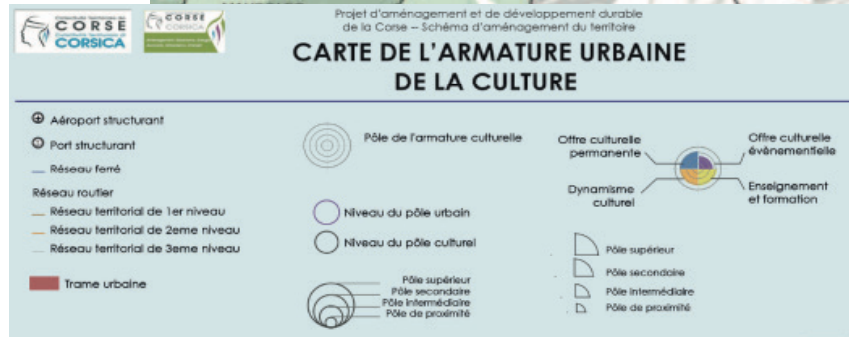 CORSE
CORSICA
CORSE
Projet d'aménagement et de développement durable
de la Corse – Schéma d'aménagement du territoire
CARTE DE L'ARMATURE URBAINE
DE LA CULTURE
Aéroport structurant
Port structurant
Réseau ferré
Réseau routier
Réseau territorial de 1er niveau
Réseau territorial de 2eme niveau
Réseau territorial de 3eme niveau
Trame urbaine
Pôle de l'armature culturelle
Niveau du pôle urbain
Niveau du pôle culturel
Pôle supérieur
Pôle secondaire
Pôle intermédiaire
Pôle de proximité
Offre culturelle
permanente
Offre culturelle
évènementielle
Dynamisme
culturel
Enseignement
et formation
Pôle supérieur
Pôle secondaire
Pôle intermédiaire
Pôle de proximité